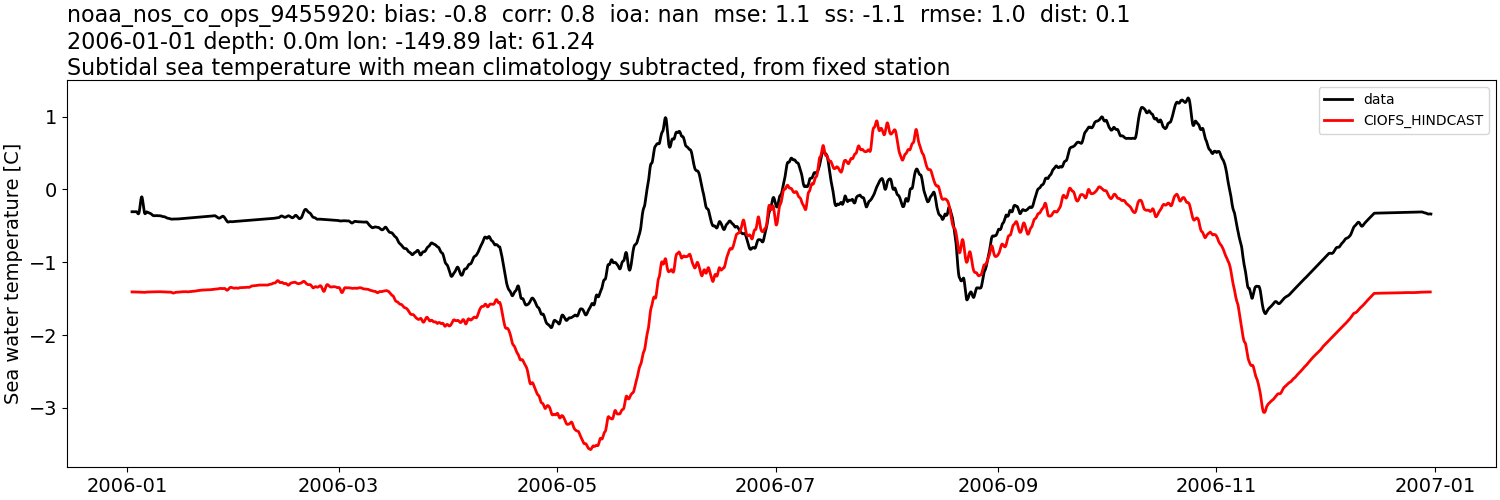 noaa_nos_co_ops_9455920: bias: -0.8  corr: 0.8  ioa: nan  mse: 1.1  ss: -1.1  rmse: 1.0  dist: 0.1
2006-01-01 depth: 0.0m lon: -149.89 lat: 61.24
Subtidal sea temperature with mean climatology subtracted, from fixed station
data
CIOFS_HINDCAST
Sea water temperature [C]
1
0
−1
−2
−3
2006-01
2006-03
2006-05
2006-07
2006-09
2006-11
2007-01